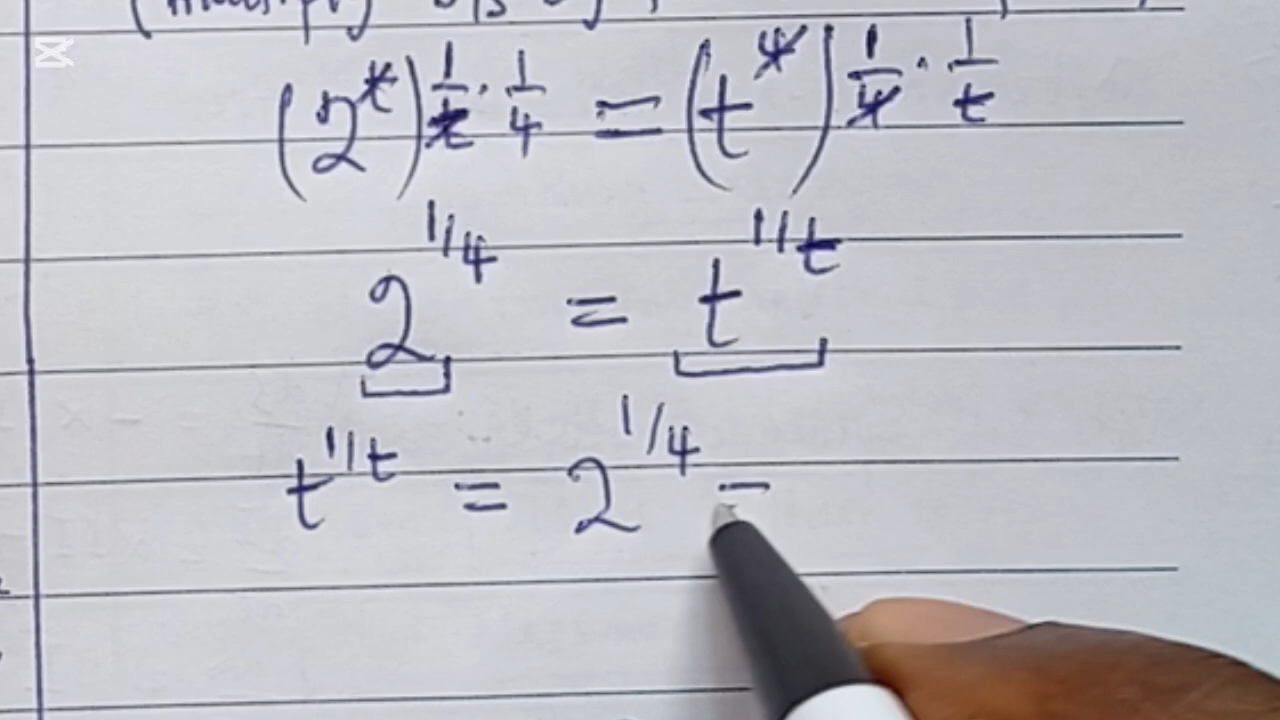 (2^t)^{1/t · 1/4} = (t^4)^{1/4 · 1/t}
2^{1/4} = t^{1/t}
t^{1/t} = 2^{1/4} =